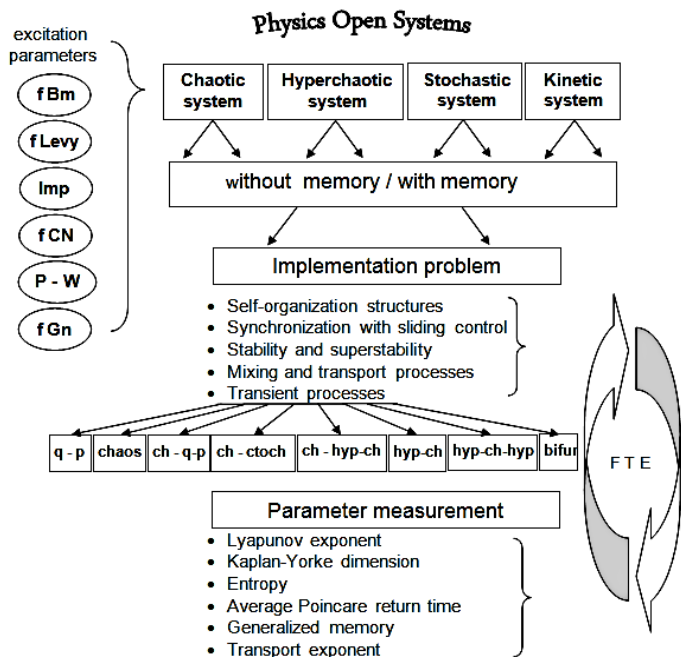 Physics Open Systems
excitation
parameters
f Bm
f Levy
Imp
f CN
P - W
f Gn
Chaotic
system
Hyperchaotic
system
Stochastic
system
Kinetic
system
without memory / with memory
Implementation problem
• Self-organization structures
• Synchronization with sliding control
• Stability and superstability
• Mixing and transport processes
• Transient processes
q - p
chaos
ch - q-p
ch - ctoch
ch - hyp-ch
hyp-ch
hyp-ch-hyp
bifur
F T E
Parameter measurement
• Lyapunov exponent
• Kaplan-Yorke dimension
• Entropy
• Average Poincare return time
• Generalized memory
• Transport exponent